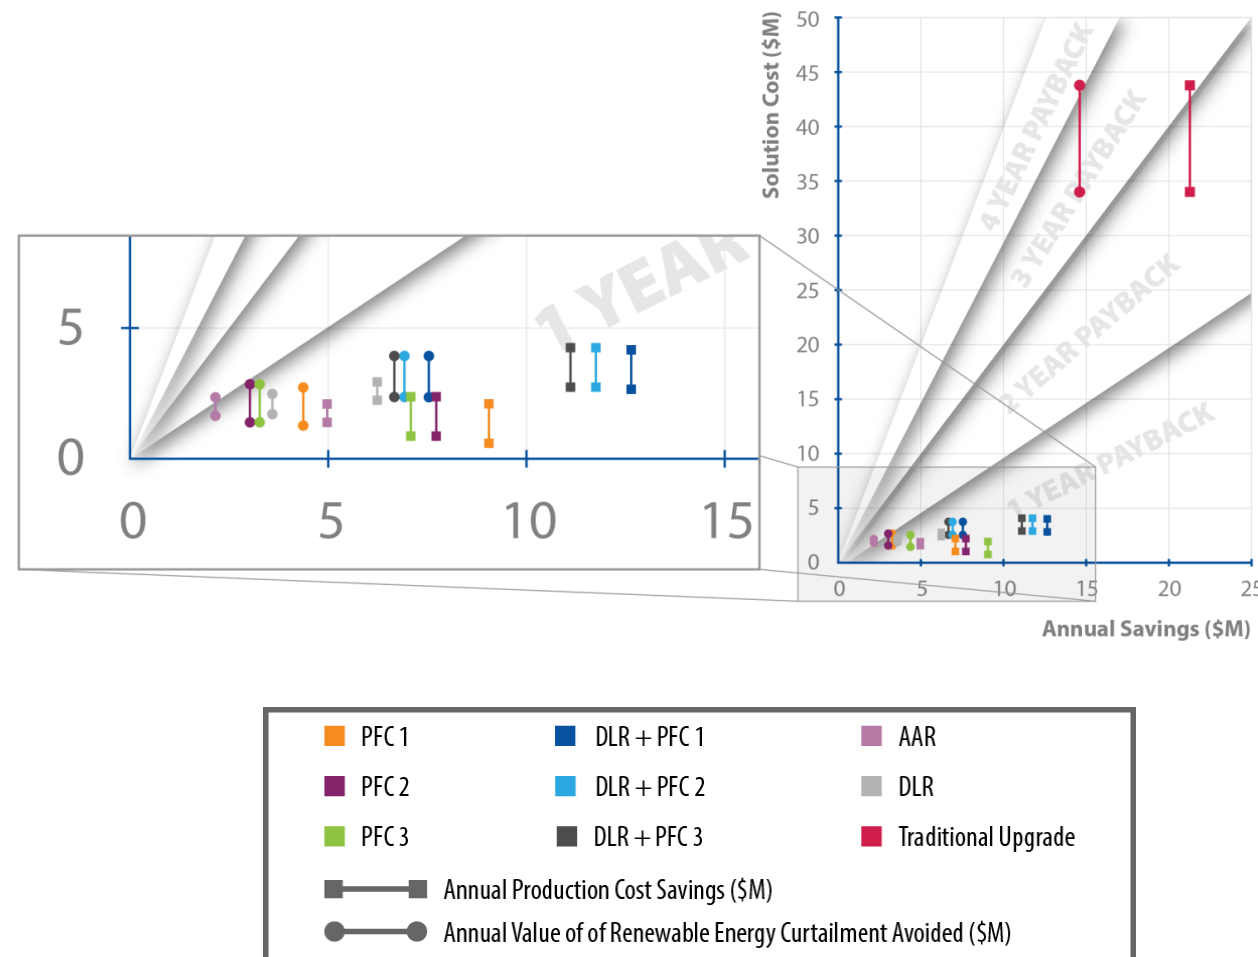 50
45
40
35
30
25
20
15
10
5
0
Solution Cost ($M)
4 YEAR PAYBACK
3 YEAR PAYBACK
2 YEAR PAYBACK
1 YEAR PAYBACK
0 5 10 15 20 25
Annual Savings ($M)
1 YEAR
5
0
0 5 10 15
PFC 1 DLR + PFC 1 AAR
PFC 2 DLR + PFC 2 DLR
PFC 3 DLR + PFC 3 Traditional Upgrade
Annual Production Cost Savings ($M)
Annual Value of of Renewable Energy Curtailment Avoided ($M)